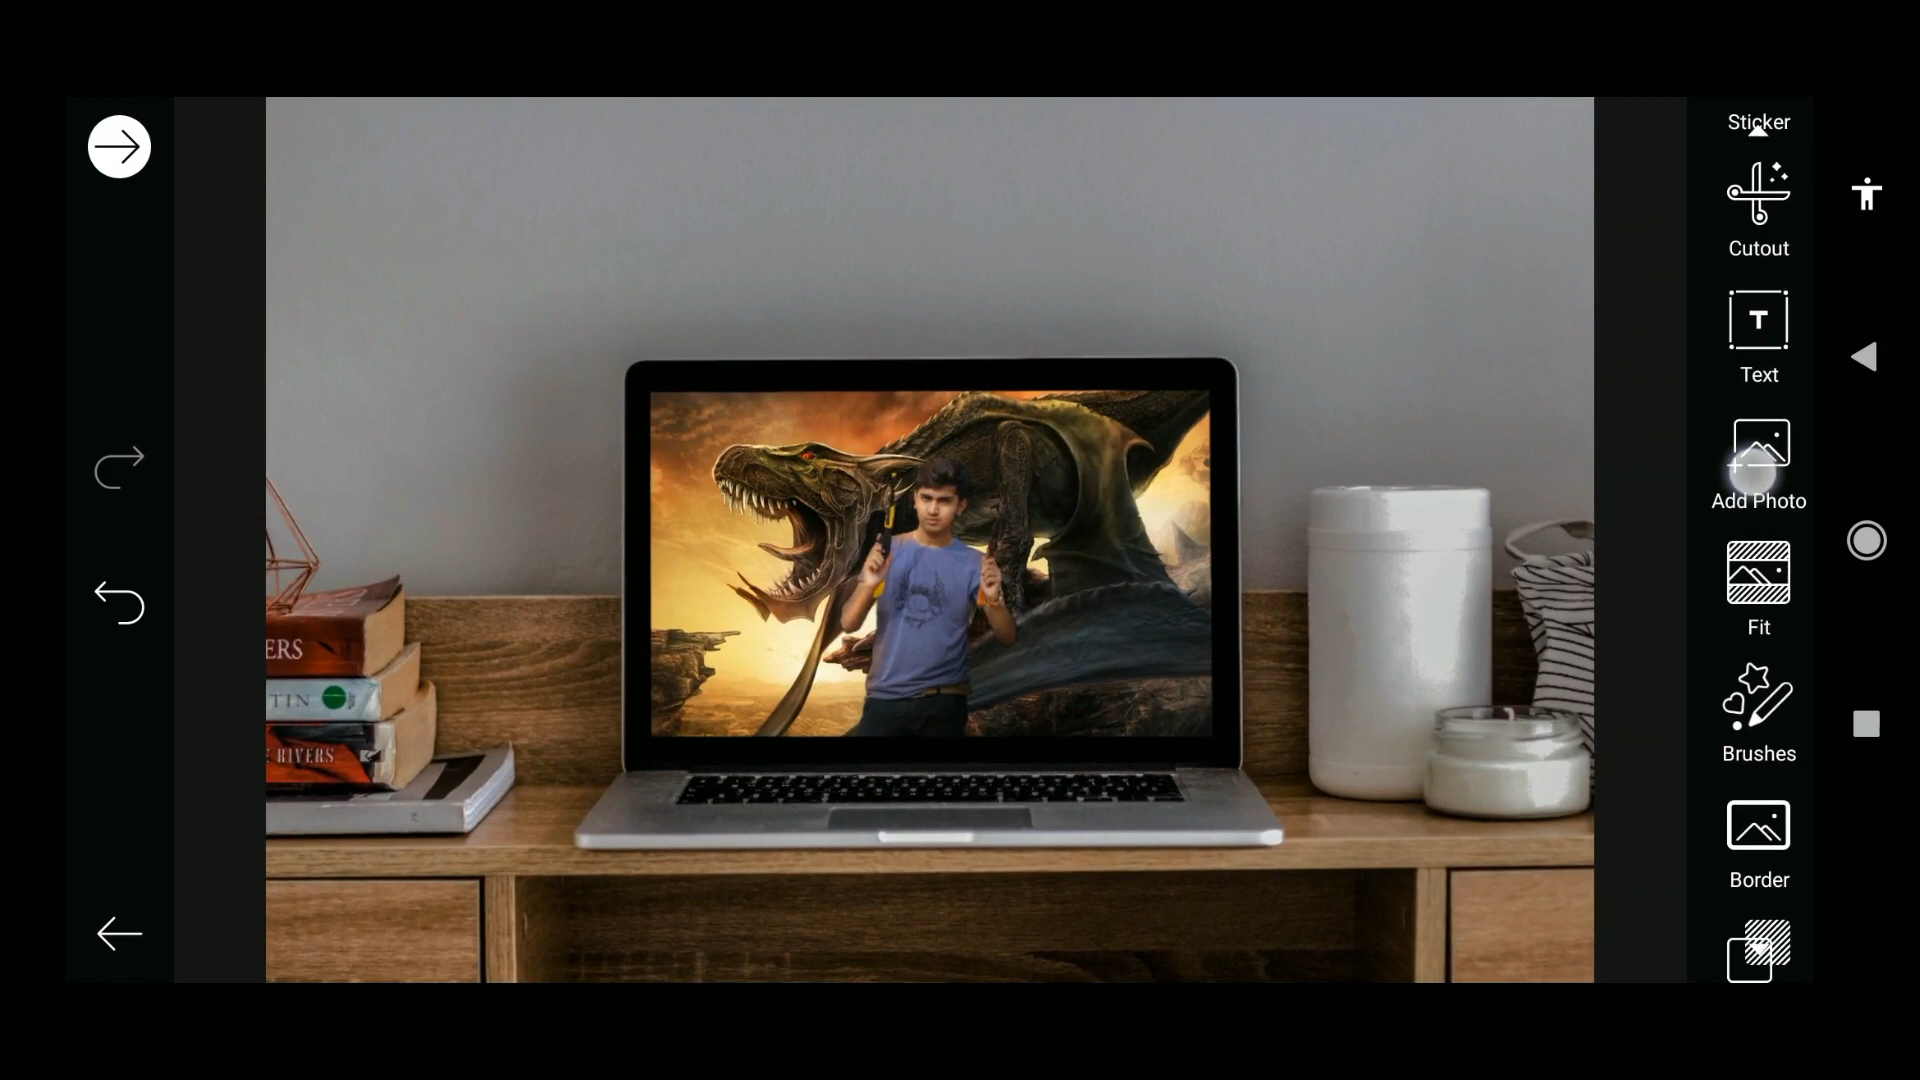 Sticker
Cutout
Text
Add Photo
Fit
Brushes
Border
ERS
TIN
RIVERS